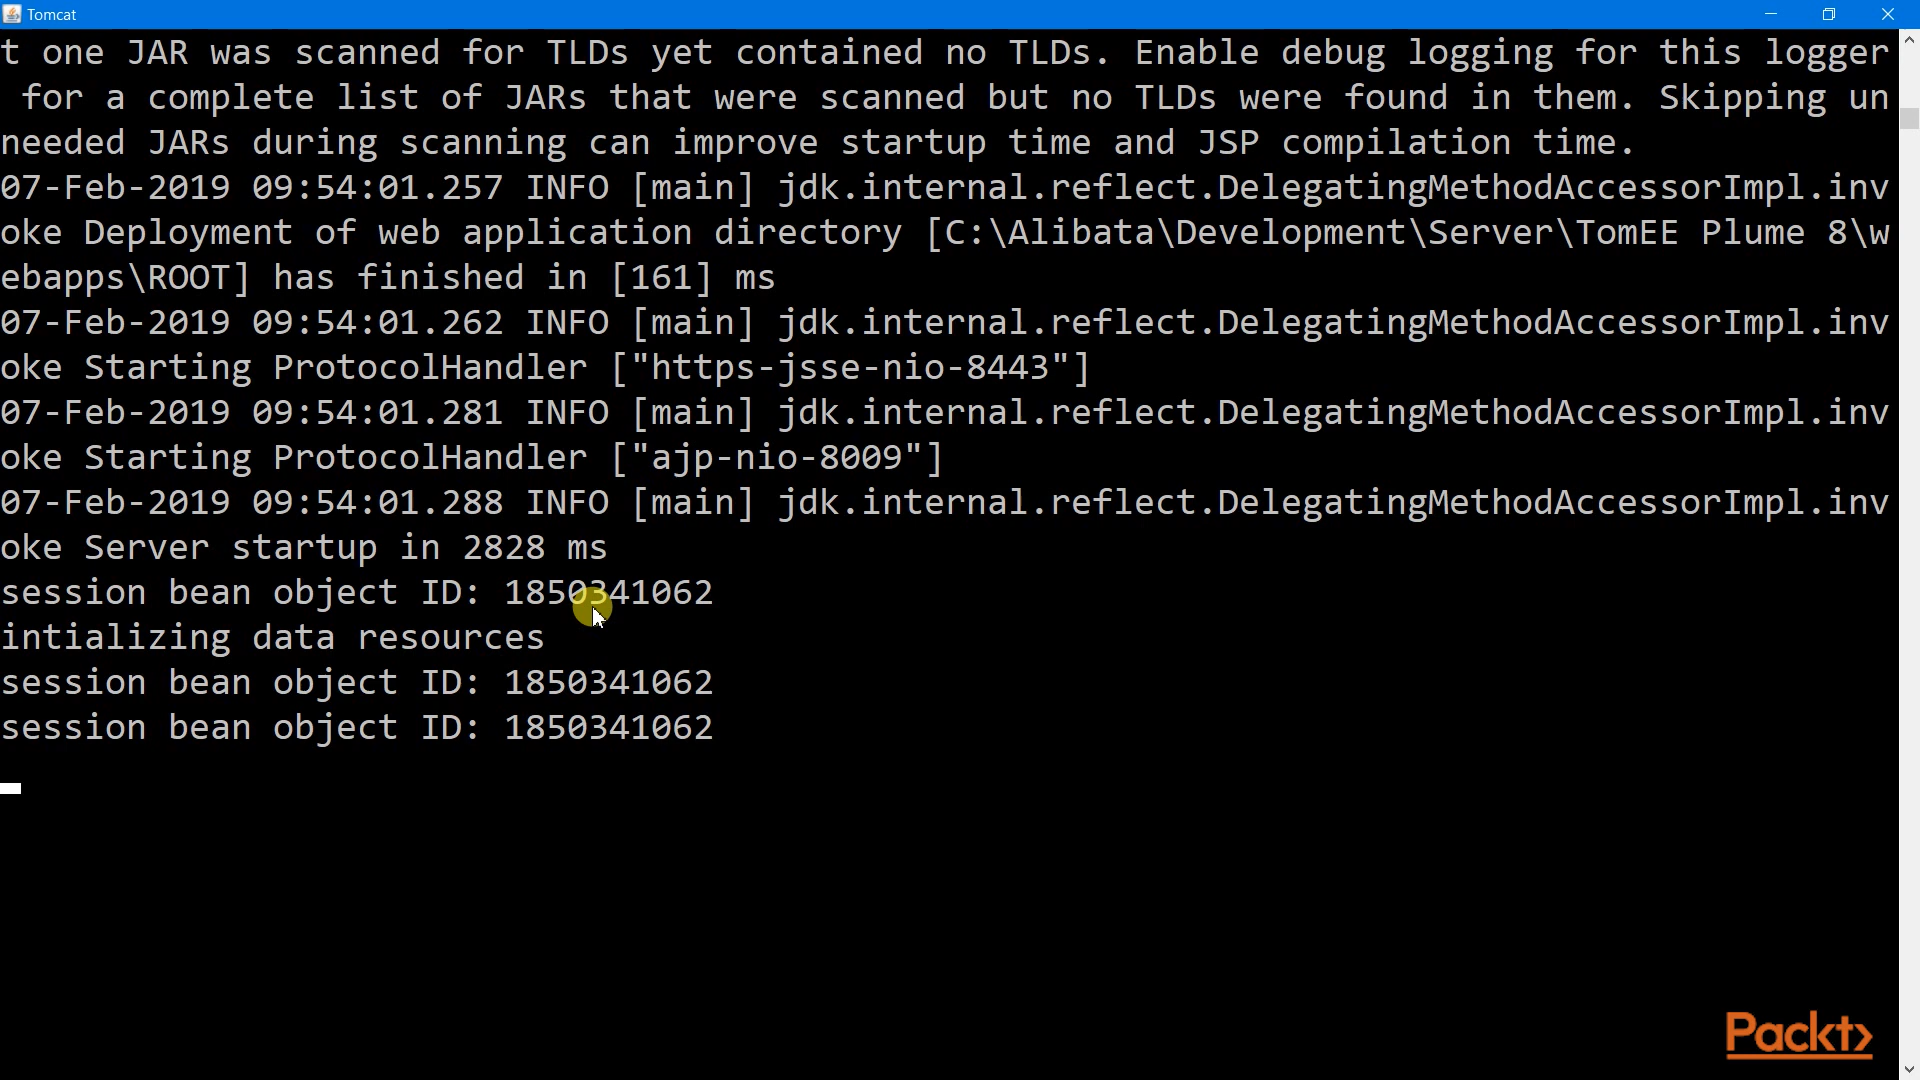 Tomcat
t one JAR was scanned for TLDs yet contained no TLDs. Enable debug logging for this logger
for a complete list of JARs that were scanned but no TLDs were found in them. Skipping un
needed JARs during scanning can improve startup time and JSP compilation time.
07-Feb-2019 09:54:01.257 INFO [main] jdk.internal.reflect.DelegatingMethodAccessorImpl.inv
oke Deployment of web application directory [C:\Alibata\Development\Server\TomEE Plume 8\w
ebapps\ROOT] has finished in [161] ms
07-Feb-2019 09:54:01.262 INFO [main] jdk.internal.reflect.DelegatingMethodAccessorImpl.inv
oke Starting ProtocolHandler ["https-jsse-nio-8443"]
07-Feb-2019 09:54:01.281 INFO [main] jdk.internal.reflect.DelegatingMethodAccessorImpl.inv
oke Starting ProtocolHandler ["ajp-nio-8009"]
07-Feb-2019 09:54:01.288 INFO [main] jdk.internal.reflect.DelegatingMethodAccessorImpl.inv
oke Server startup in 2828 ms
session bean object ID: 1850341062
intializing data resources
session bean object ID: 1850341062
session bean object ID: 1850341062
Packt>